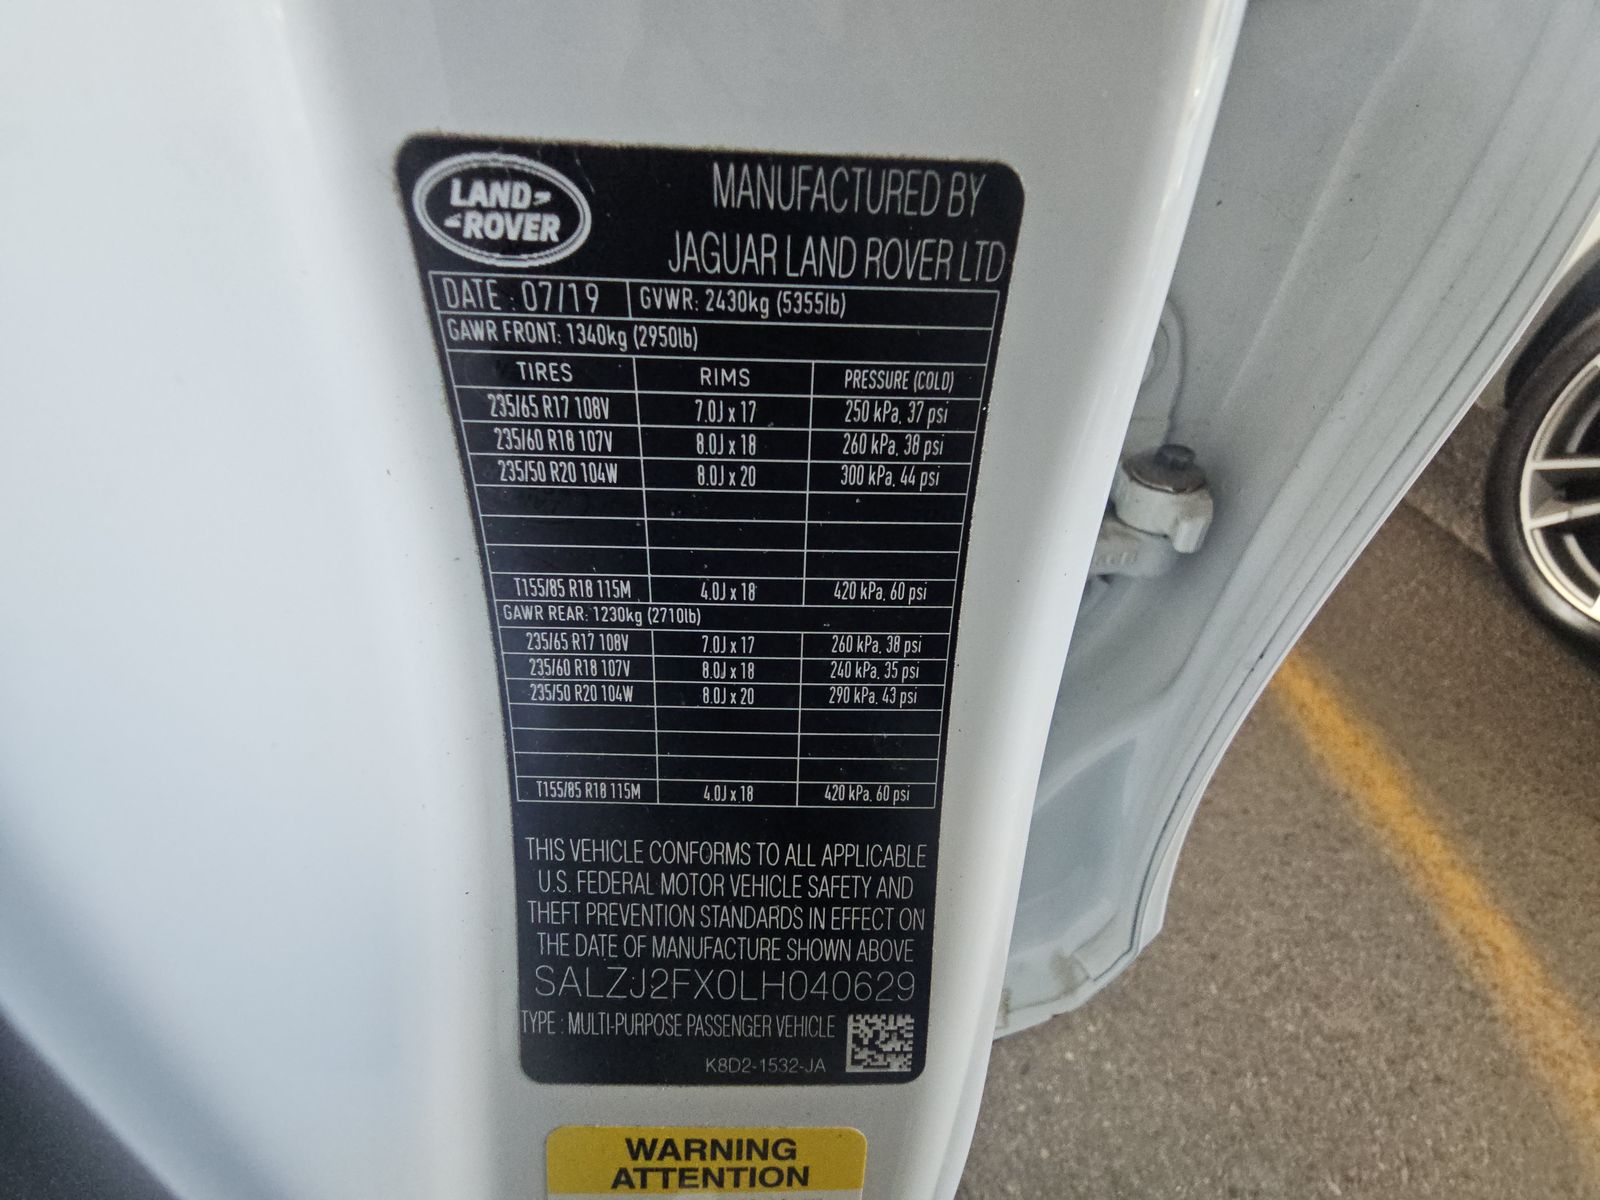 LAND
ROVER
MANUFACTURED BY
JAGUAR LAND ROVER LTD
DATE : 07/19 GVWR: 2430kg (5355lb)
GAWR FRONT: 1340kg (2950lb)
TIRES RIMS PRESSURE (COLD)
235/65 R17 108V 7.0J x 17 250 kPa, 37 psi
235/60 R18 107V 8.0J x 18 260 kPa, 38 psi
235/50 R20 104W 8.0J x 20 300 kPa, 44 psi
T155/85 R18 115M 4.0J x 18 420 kPa, 60 psi
GAWR REAR: 1230kg (2710lb)
235/65 R17 108V 7.0J x 17 260 kPa, 38 psi
235/60 R18 107V 8.0J x 18 240 kPa, 35 psi
235/50 R20 104W 8.0J x 20 290 kPa, 43 psi
T155/85 R18 115M 4.0J x 18 420 kPa, 60 psi
THIS VEHICLE CONFORMS TO ALL APPLICABLE
U.S. FEDERAL MOTOR VEHICLE SAFETY AND
THEFT PREVENTION STANDARDS IN EFFECT ON
THE DATE OF MANUFACTURE SHOWN ABOVE
SALZJ2FX0LH040629
TYPE : MULTI-PURPOSE PASSENGER VEHICLE
K8D2-1532-JA
WARNING
ATTENTION